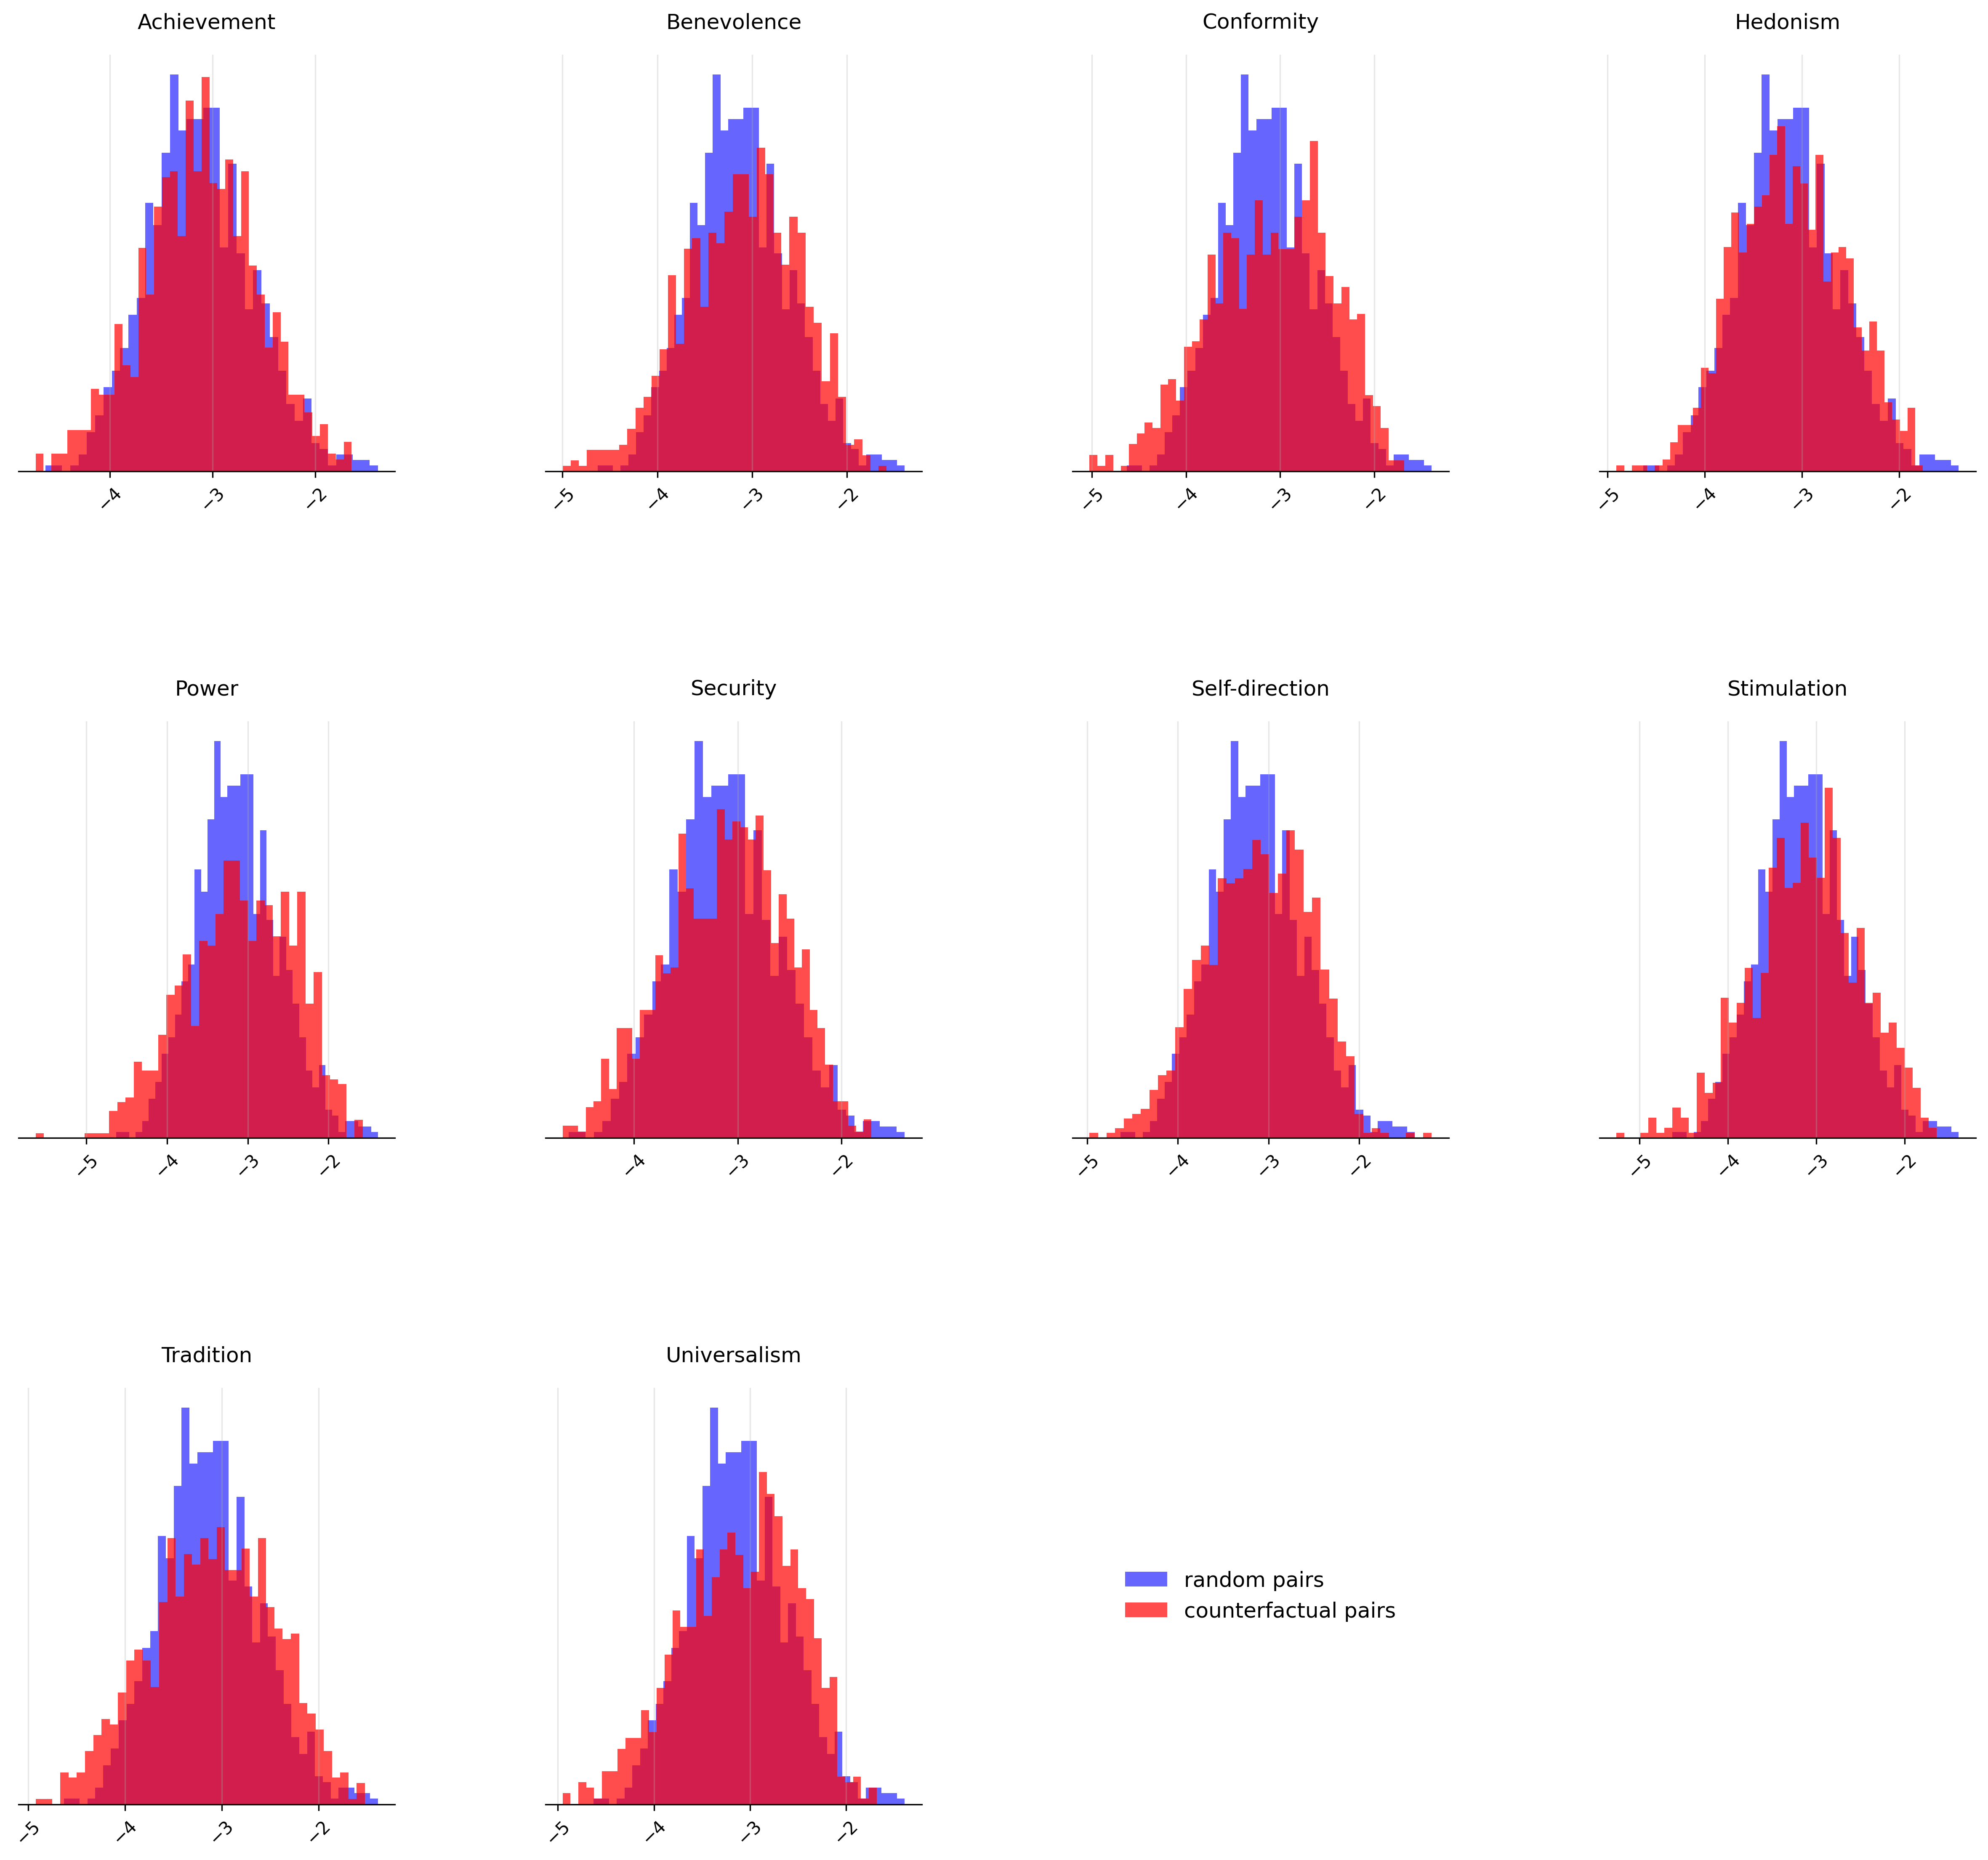 Achievement
Benevolence
Conformity
Hedonism
−4 −3 −2
−5 −4 −3 −2
−5 −4 −3 −2
−5 −4 −3 −2
Power
Security
Self-direction
Stimulation
−5 −4 −3 −2
−4 −3 −2
−5 −4 −3 −2
−5 −4 −3 −2
Tradition
Universalism
random pairs
counterfactual pairs
−5 −4 −3 −2
−5 −4 −3 −2